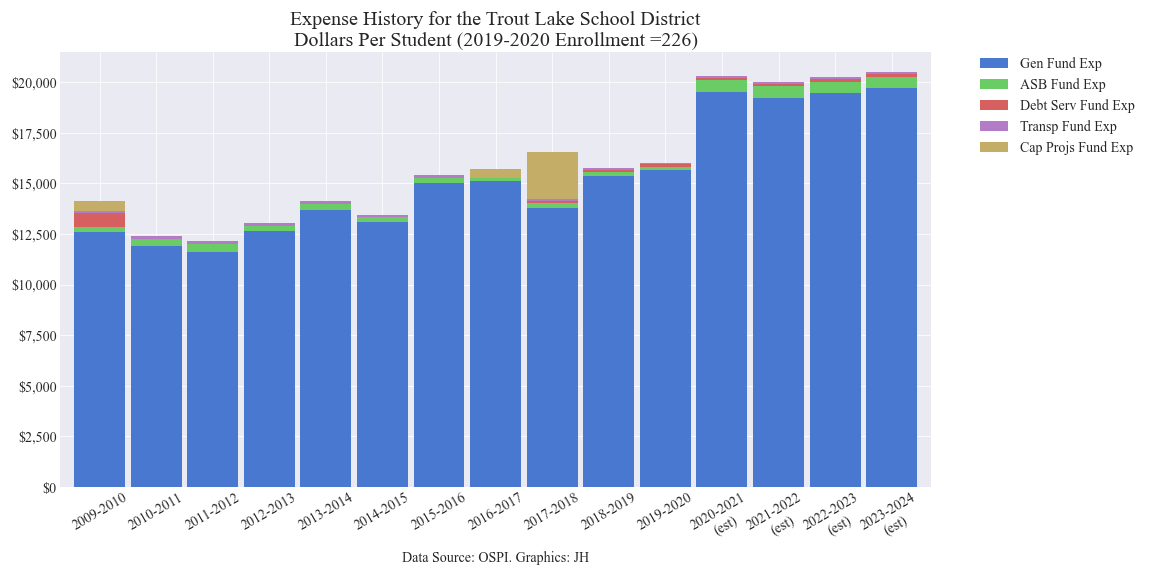 Expense History for the Trout Lake School District
Dollars Per Student (2019-2020 Enrollment =226)
Gen Fund Exp
ASB Fund Exp
Debt Serv Fund Exp
Transp Fund Exp
Cap Projs Fund Exp
$20,000
$17,500
$15,000
$12,500
$10,000
$7,500
$5,000
$2,500
$0
2009-2010
2010-2011
2011-2012
2012-2013
2013-2014
2014-2015
2015-2016
2016-2017
2017-2018
2018-2019
2019-2020
2020-2021
(est)
2021-2022
(est)
2022-2023
(est)
2023-2024
(est)
Data Source: OSPI. Graphics: JH